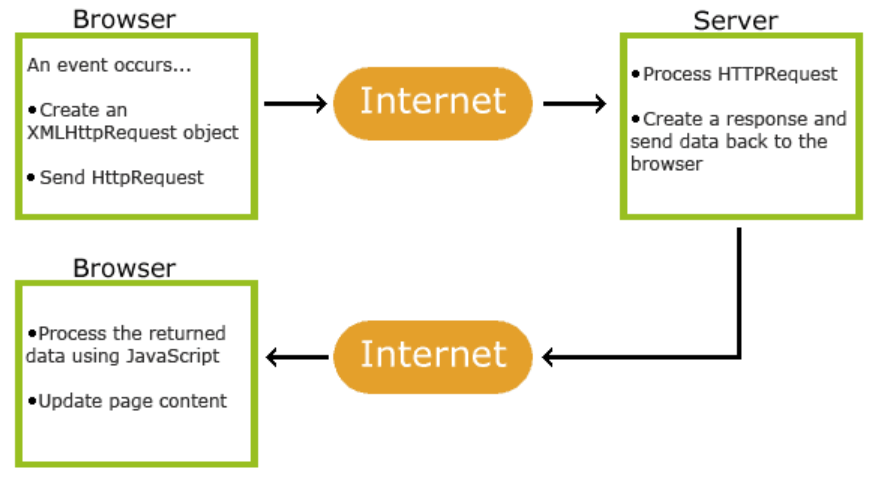 Browser
An event occurs...
•Create an
XMLHttpRequest object
• Send HttpRequest
Internet
Server
•Process HTTPRequest
•Create a response and
send data back to the
browser
Browser
•Process the returned
data using JavaScript
•Update page content
Internet